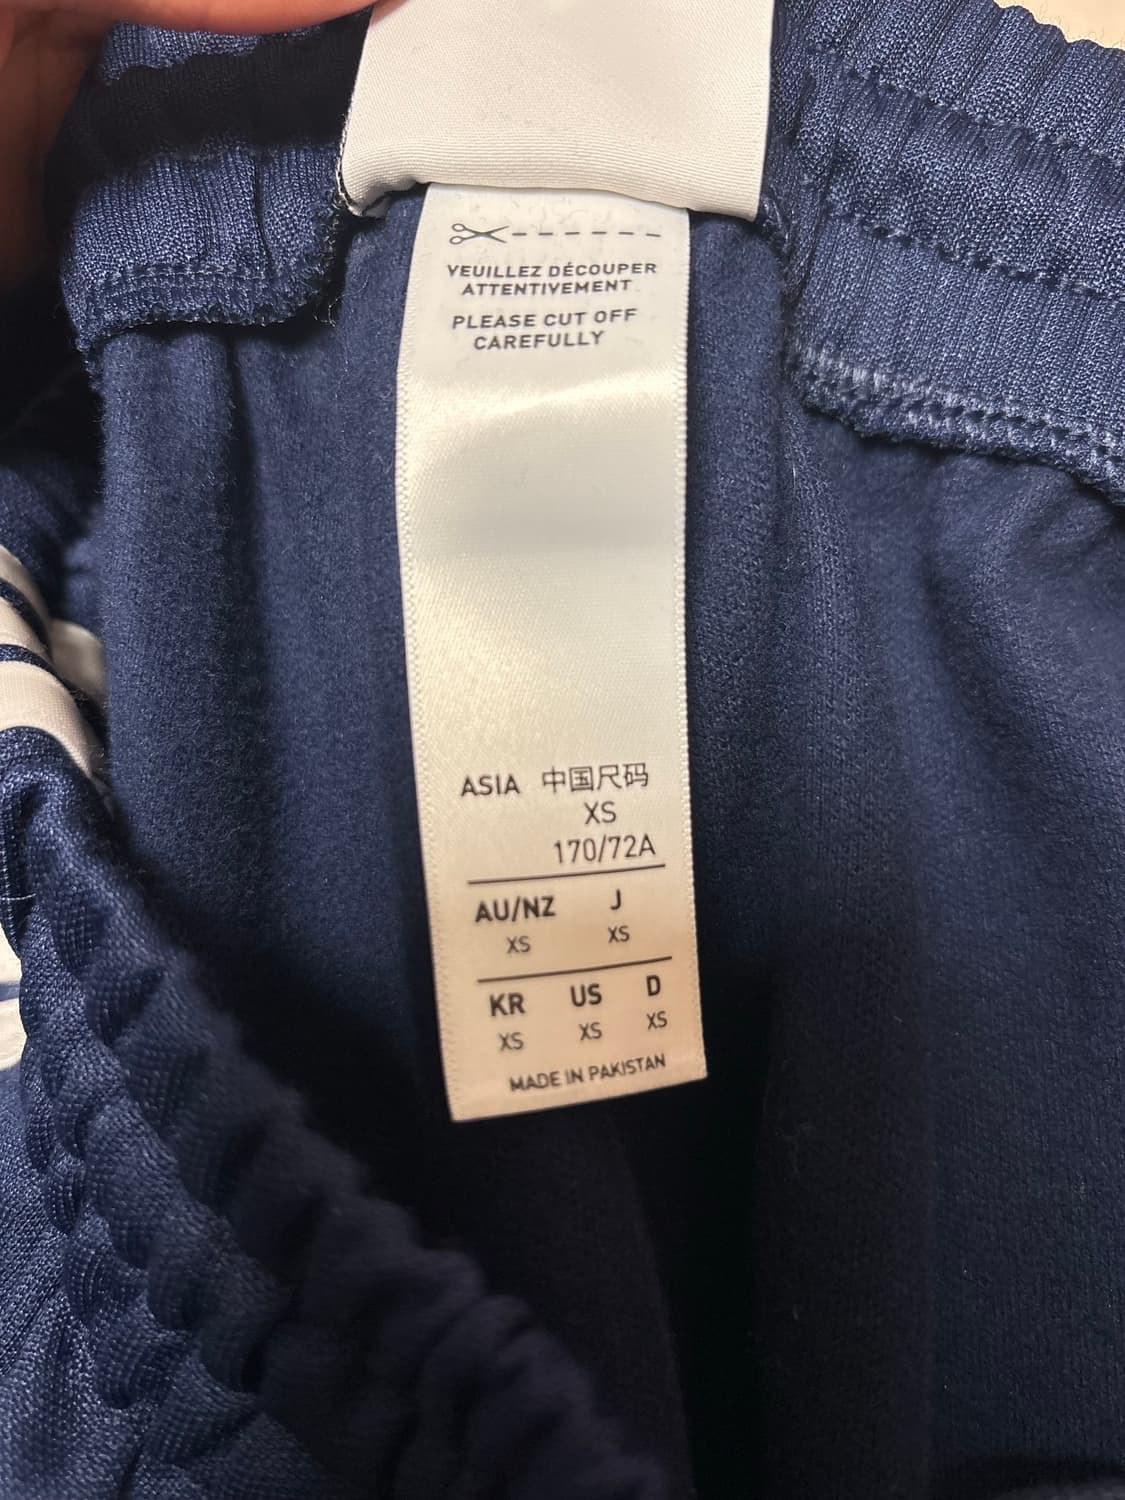 VEUILLEZ DÉCOUPER
ATTENTIVEMENT
PLEASE CUT OFF
CAREFULLY
ASIA 中国尺码
XS
170/72A
AU/NZ J
XS XS
KR US D
XS XS XS
MADE IN PAKISTAN